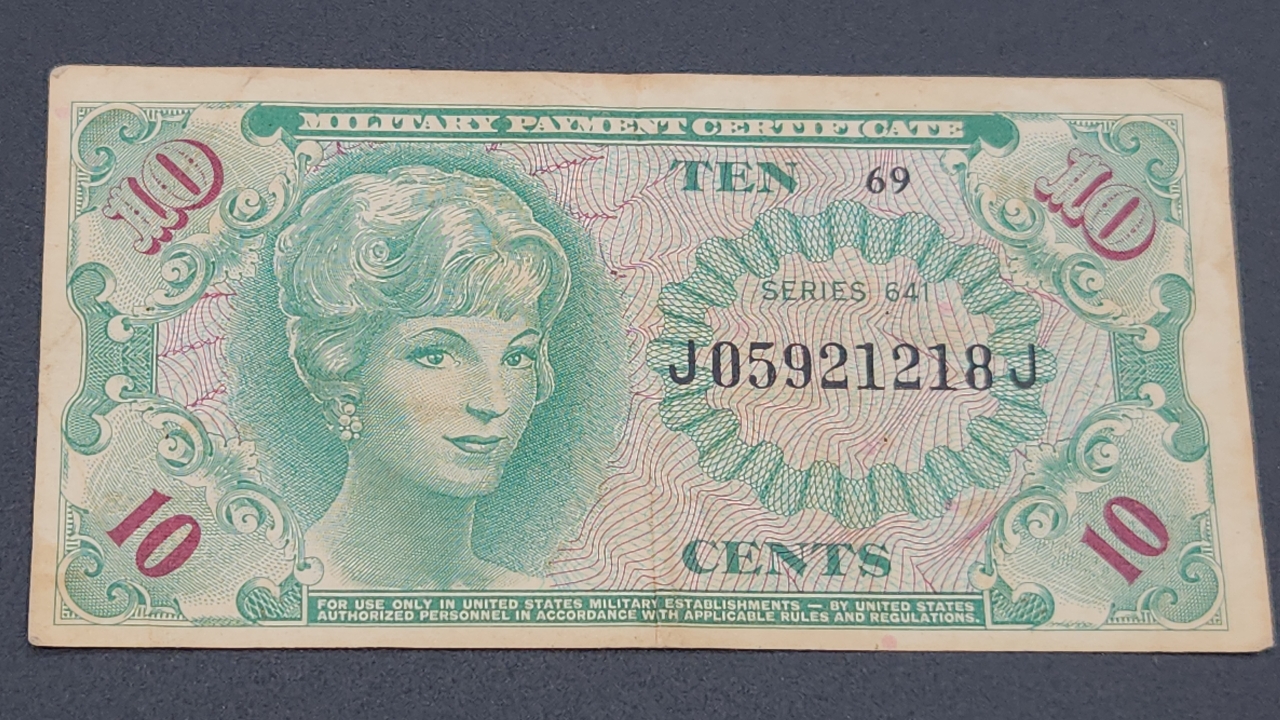 MILITARY PAYMENT CERTIFICATE
10 TEN 69 10
SERIES 641
J05921218J
10 CENTS 10
FOR USE ONLY IN UNITED STATES MILITARY ESTABLISHMENTS — BY UNITED STATES
AUTHORIZED PERSONNEL IN ACCORDANCE WITH APPLICABLE RULES AND REGULATIONS.